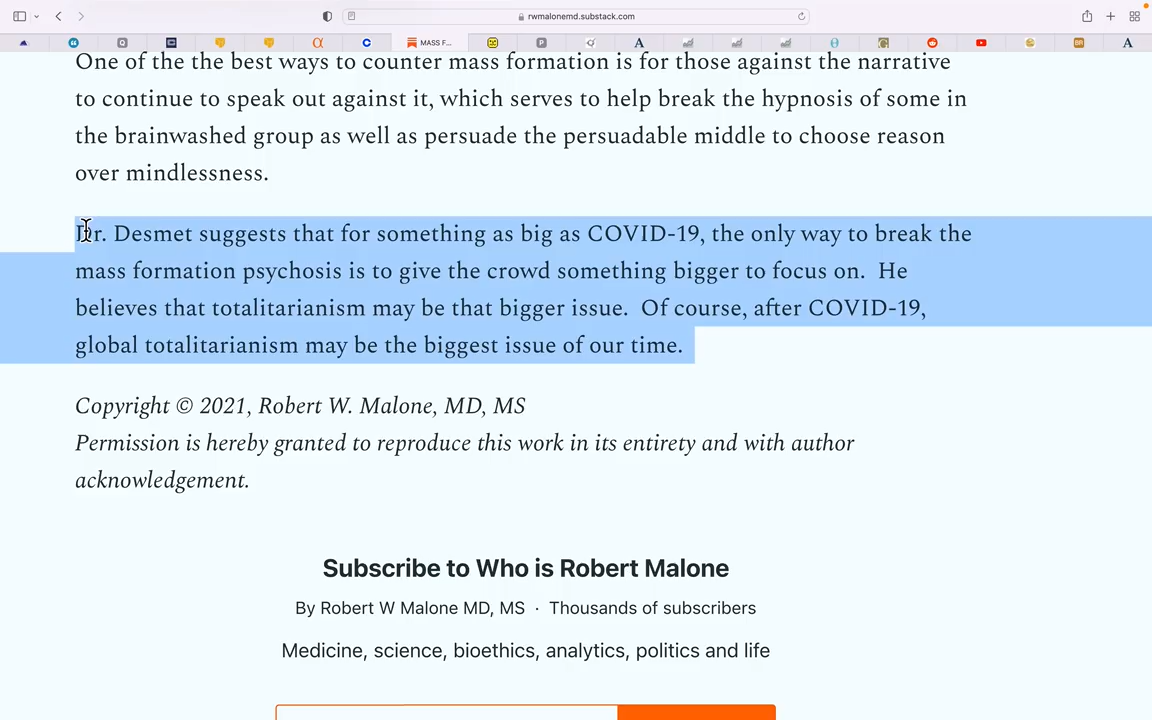 rwmalonemd.substack.com
MASS F...
One of the the best ways to counter mass formation is for those against the narrative
to continue to speak out against it, which serves to help break the hypnosis of some in
the brainwashed group as well as persuade the persuadable middle to choose reason
over mindlessness.
Dr. Desmet suggests that for something as big as COVID-19, the only way to break the
mass formation psychosis is to give the crowd something bigger to focus on. He
believes that totalitarianism may be that bigger issue. Of course, after COVID-19,
global totalitarianism may be the biggest issue of our time.
Copyright © 2021, Robert W. Malone, MD, MS
Permission is hereby granted to reproduce this work in its entirety and with author
acknowledgement.
Subscribe to Who is Robert Malone
By Robert W Malone MD, MS · Thousands of subscribers
Medicine, science, bioethics, analytics, politics and life